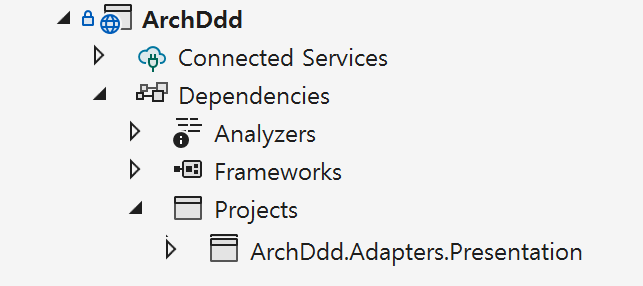 ArchDdd
Connected Services
Dependencies
Analyzers
Frameworks
Projects
ArchDdd.Adapters.Presentation